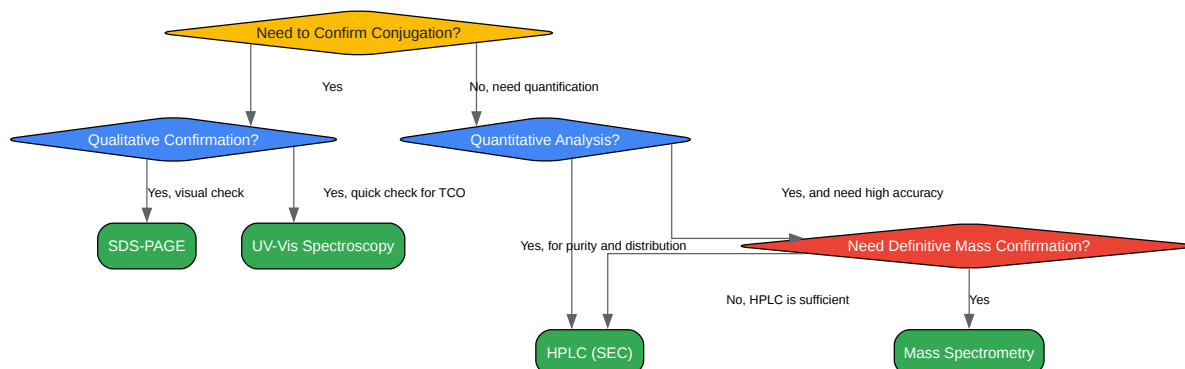 Need to Confirm Conjugation?
Yes
No, need quantification
Qualitative Confirmation?
Quantitative Analysis?
Yes, visual check
Yes, quick check for TCO
Yes, and need high accuracy
SDS-PAGE
UV-Vis Spectroscopy
Yes, for purity and distribution
Need Definitive Mass Confirmation?
No, HPLC is sufficient
Yes
HPLC (SEC)
Mass Spectrometry